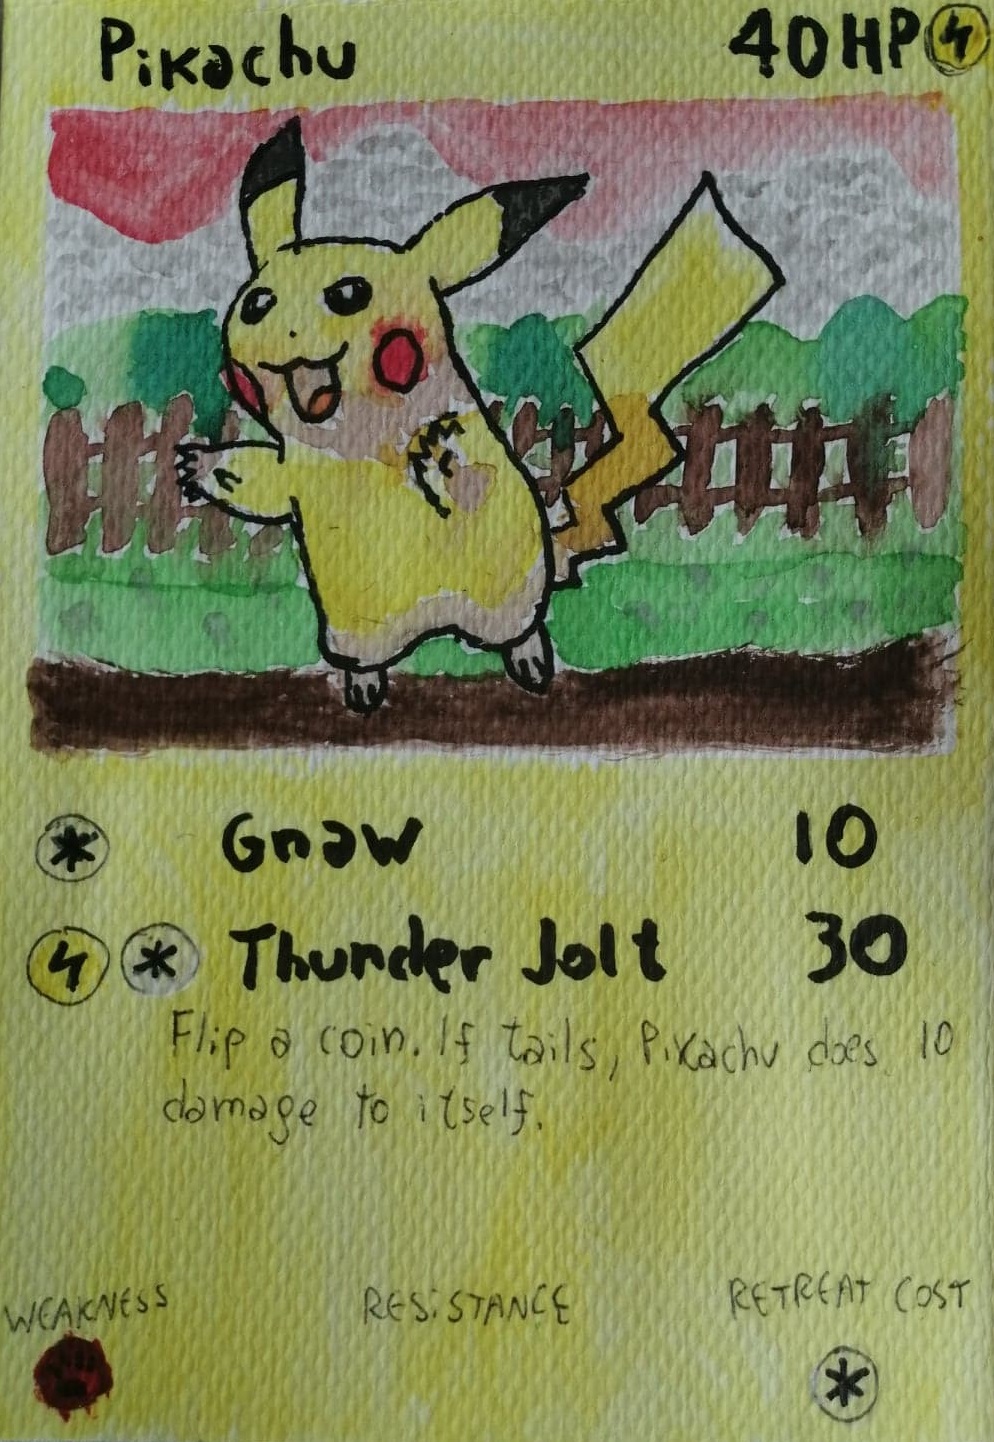 Pikachu 40HP
Gnaw 10
Thunder Jolt 30
Flip a coin. If tails, Pikachu does 10
damage to itself.
WEAKNESS RESISTANCE RETREAT COST